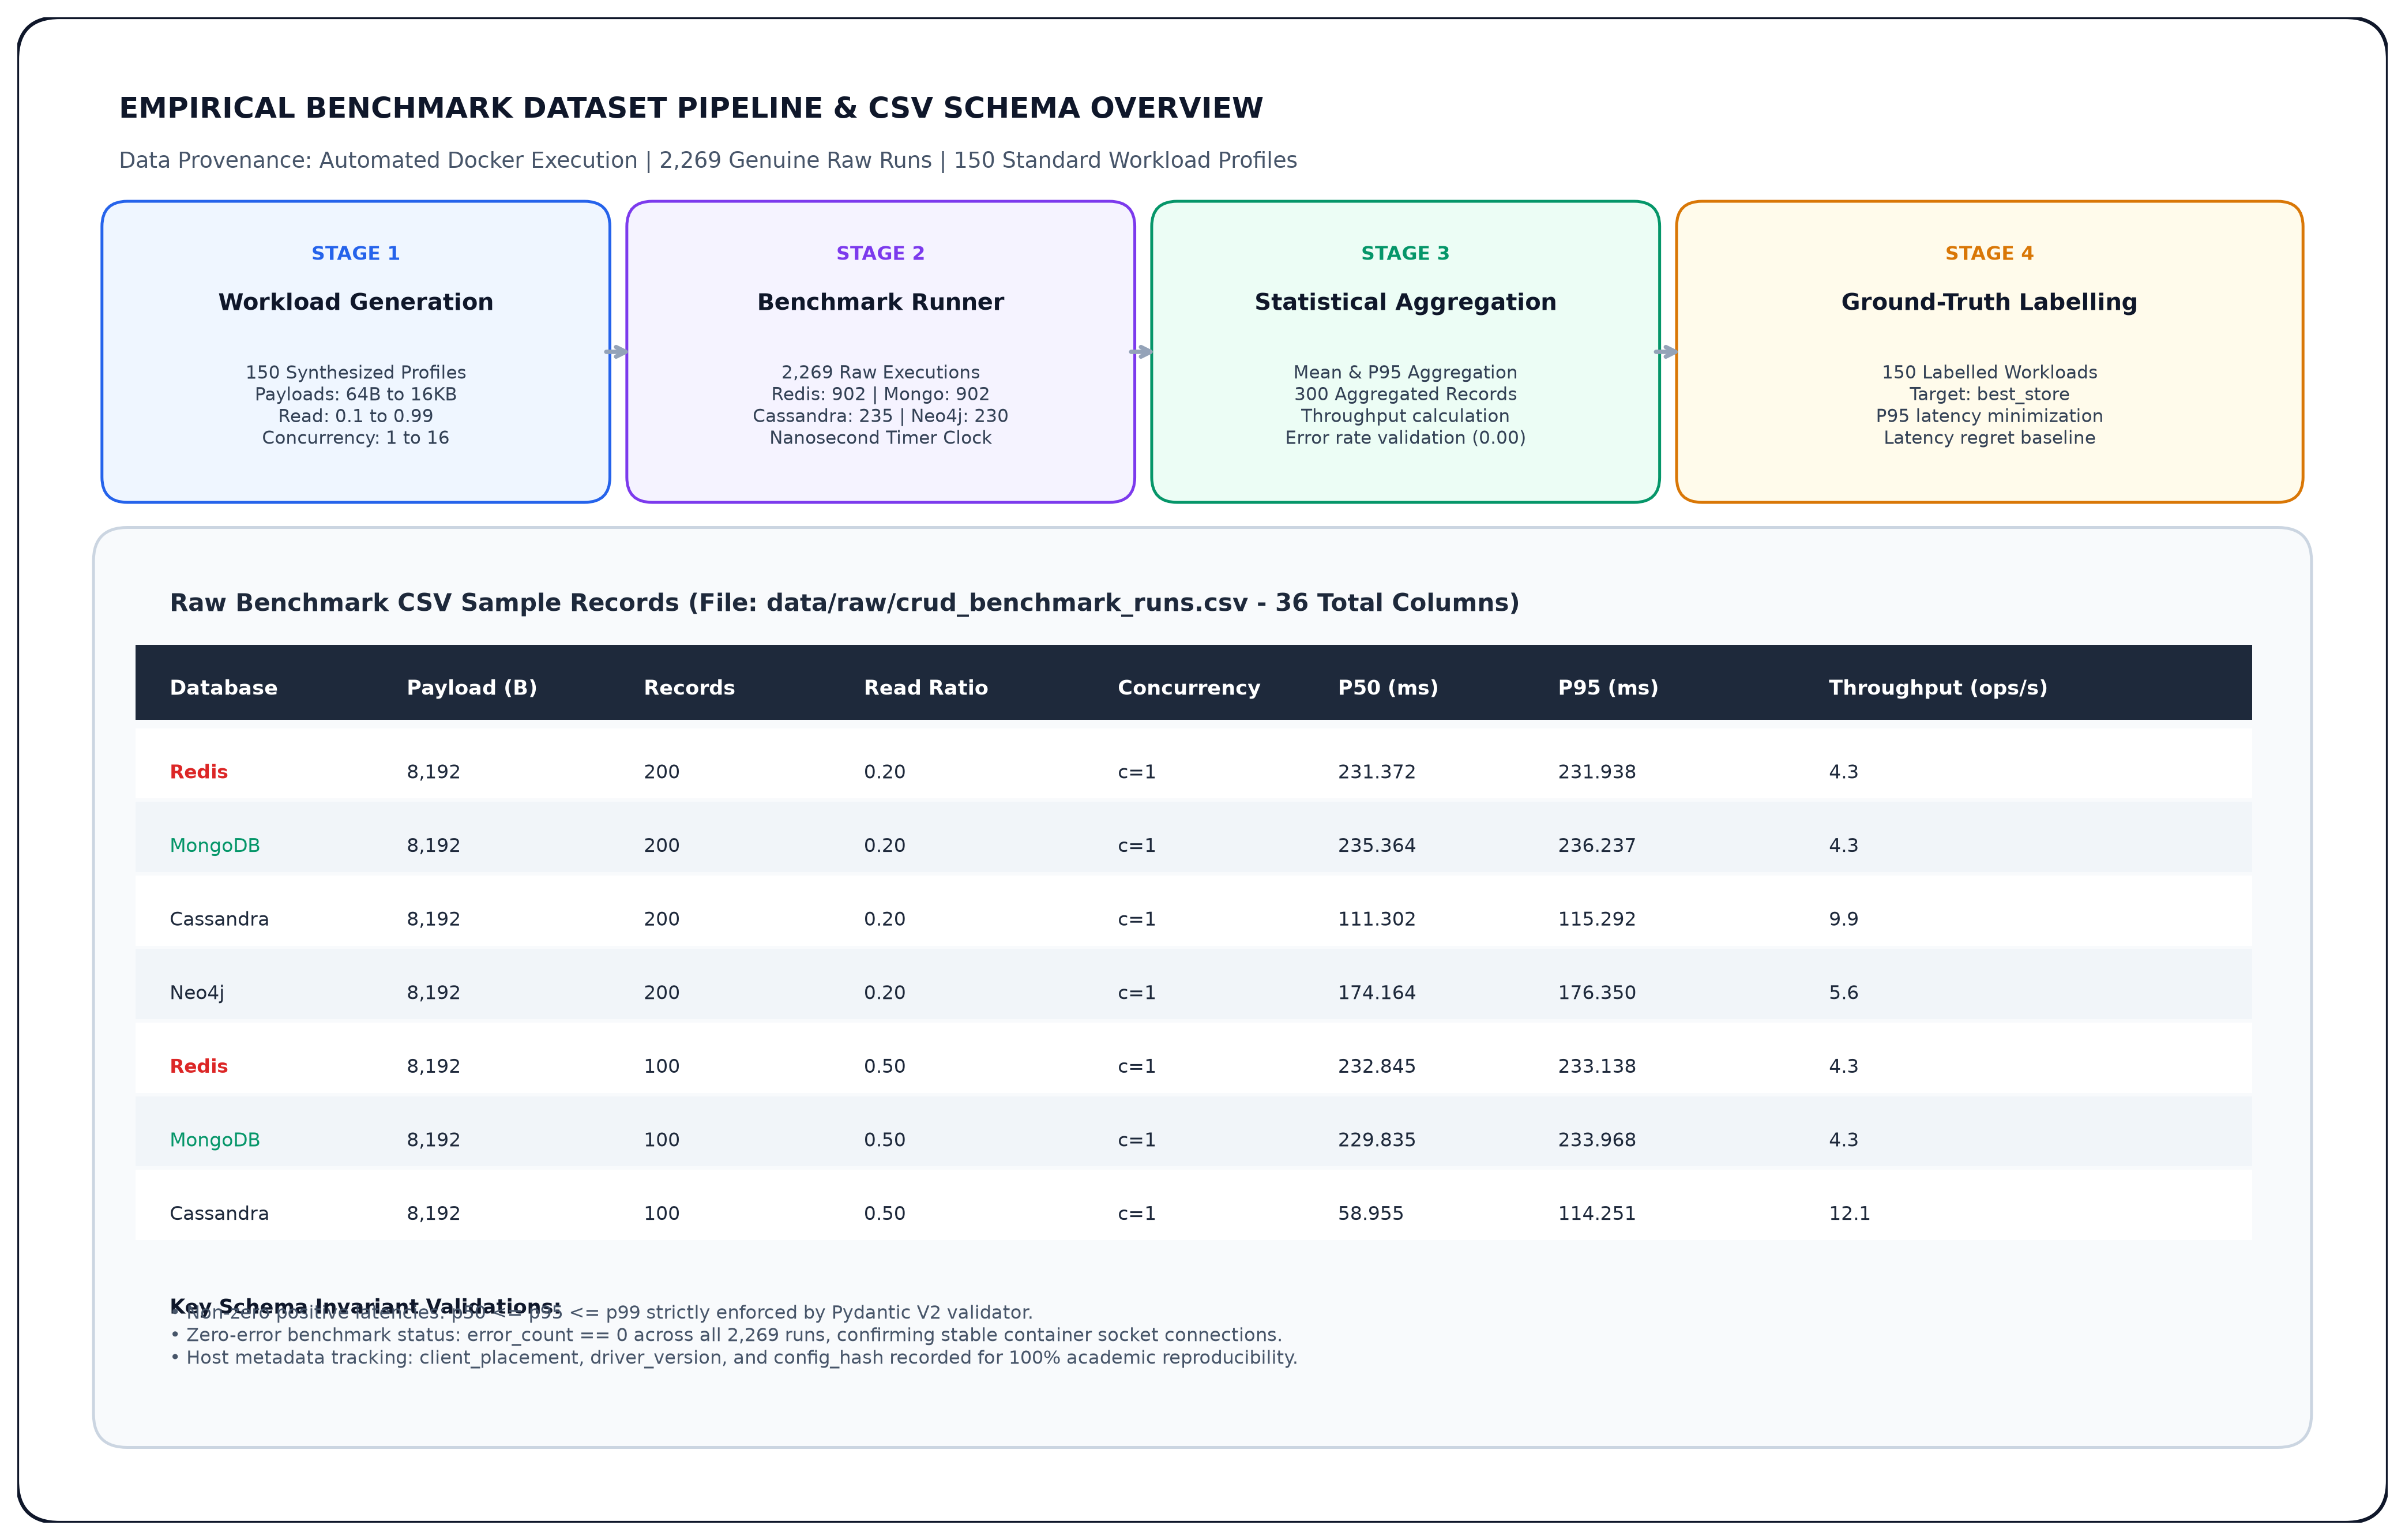 EMPIRICAL BENCHMARK DATASET PIPELINE & CSV SCHEMA OVERVIEW
Data Provenance: Automated Docker Execution | 2,269 Genuine Raw Runs | 150 Standard Workload Profiles
STAGE 1
Workload Generation
150 Synthesized Profiles
Payloads: 64B to 16KB
Read: 0.1 to 0.99
Concurrency: 1 to 16
STAGE 2
Benchmark Runner
2,269 Raw Executions
Redis: 902 | Mongo: 902
Cassandra: 235 | Neo4j: 230
Nanosecond Timer Clock
STAGE 3
Statistical Aggregation
Mean & P95 Aggregation
300 Aggregated Records
Throughput calculation
Error rate validation (0.00)
STAGE 4
Ground-Truth Labelling
150 Labelled Workloads
Target: best_store
P95 latency minimization
Latency regret baseline
Raw Benchmark CSV Sample Records (File: data/raw/crud_benchmark_runs.csv - 36 Total Columns)
Database Payload (B) Records Read Ratio Concurrency P50 (ms) P95 (ms) Throughput (ops/s)
Redis 8,192 200 0.20 c=1 231.372 231.938 4.3
MongoDB 8,192 200 0.20 c=1 235.364 236.237 4.3
Cassandra 8,192 200 0.20 c=1 111.302 115.292 9.9
Neo4j 8,192 200 0.20 c=1 174.164 176.350 5.6
Redis 8,192 100 0.50 c=1 232.845 233.138 4.3
MongoDB 8,192 100 0.50 c=1 229.835 233.968 4.3
Cassandra 8,192 100 0.50 c=1 58.955 114.251 12.1
Key Schema Invariant Validations:
• Non-zero positive latencies: p50 <= p95 <= p99 strictly enforced by Pydantic V2 validator.
• Zero-error benchmark status: error_count == 0 across all 2,269 runs, confirming stable container socket connections.
• Host metadata tracking: client_placement, driver_version, and config_hash recorded for 100% academic reproducibility.